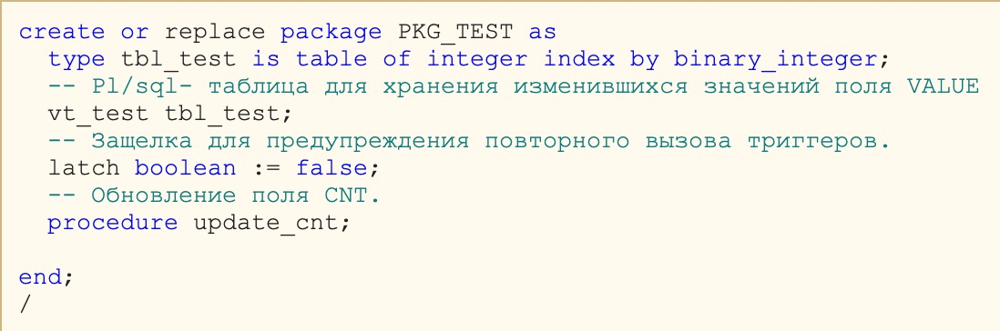 create or replace package PKG_TEST as
  type tbl_test is table of integer index by binary_integer;
  -- Pl/sql- таблица для хранения изменившихся значений поля VALUE
  vt_test tbl_test;
  -- Защелка для предупреждения повторного вызова триггеров.
  latch boolean := false;
  -- Обновление поля CNT.
  procedure update_cnt;

end;
/